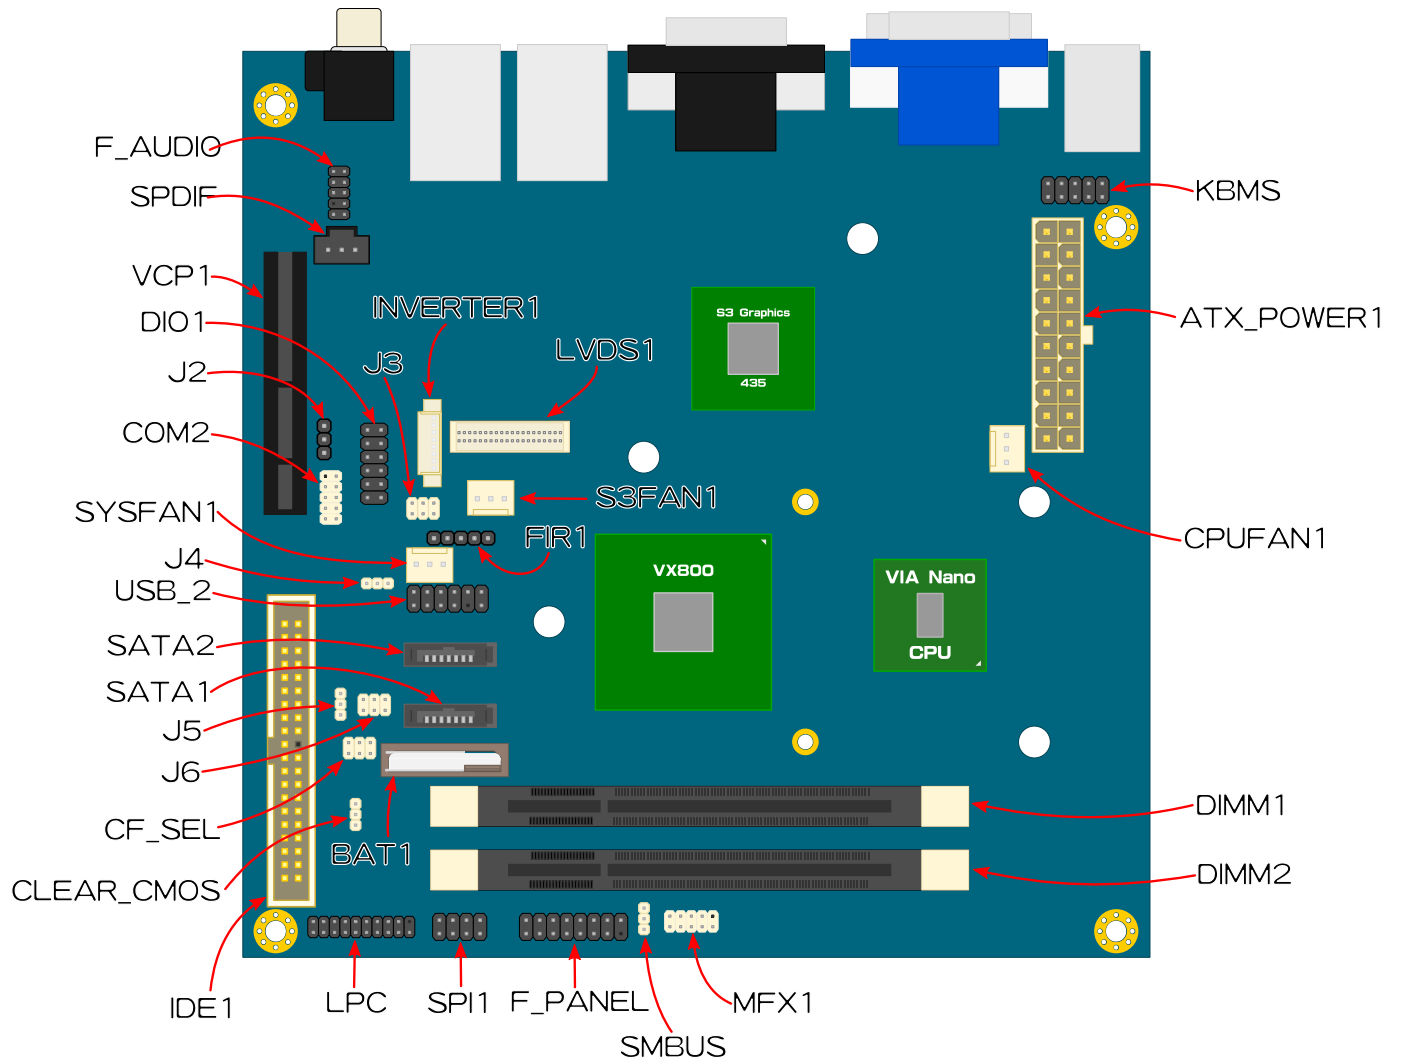 F_AUDIO
SPDIF
KBMS
VCP1
INVERTER1
DIO1
S3 Graphics
ATX_POWER1
LVDS1
J3
J2
435
COM2
S3FAN1
SYSFAN1
FIR1
CPUFAN1
J4
VX800
VIA Nano
USB_2
SATA2
CPU
SATA1
J5
J6
CF_SEL
DIMM1
BAT1
DIMM2
CLEAR_CMOS
IDE1
LPC
SPI1
F_PANEL
MFX1
SMBUS